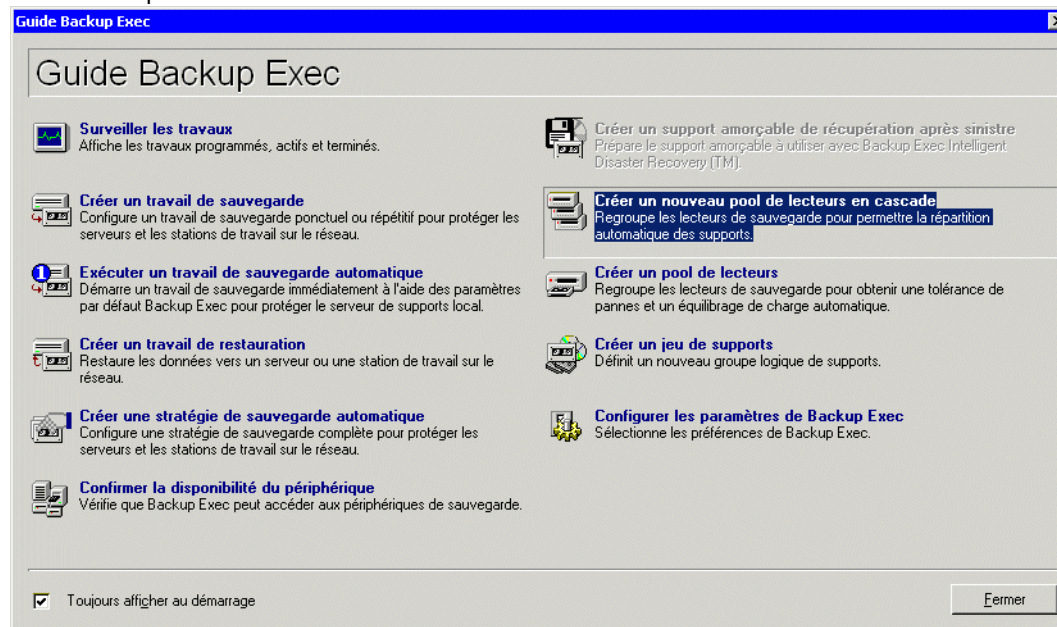 Guide Backup Exec
Guide Backup Exec
Surveiller les travaux
Affiche les travaux programmés, actifs et terminés.
Créer un travail de sauvegarde
Configure un travail de sauvegarde ponctuel ou répétitif pour protéger les
serveurs et les stations de travail sur le réseau.
Exécuter un travail de sauvegarde automatique
Démarre un travail de sauvegarde immédiatement à l'aide des paramètres
par défaut Backup Exec pour protéger le serveur de supports local.
Créer un travail de restauration
Restaure les données vers un serveur ou une station de travail sur le
réseau.
Créer une stratégie de sauvegarde automatique
Configure une stratégie de sauvegarde complète pour protéger les
serveurs et les stations de travail sur le réseau.
Confirmer la disponibilité du périphérique
Vérifie que Backup Exec peut accéder aux périphériques de sauvegarde.
Créer un support amorçable de récupération après sinistre
Prépare le support amorçable à utiliser avec Backup Exec Intelligent
Disaster Recovery (TM).
Créer un nouveau pool de lecteurs en cascade
Regroupe les lecteurs de sauvegarde pour permettre la répartition
automatique des supports.
Créer un pool de lecteurs
Regroupe les lecteurs de sauvegarde pour obtenir une tolérance de
pannes et un équilibrage de charge automatique.
Créer un jeu de supports
Définit un nouveau groupe logique de supports.
Configurer les paramètres de Backup Exec
Sélectionne les préférences de Backup Exec.
Toujours afficher au démarrage
Fermer